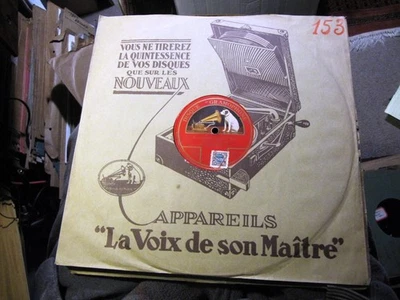 153
VOUS NE TIREREZ
LA QUINTESSENCE
DE VOS DISQUES
QUE SUR LES
NOUVEAUX
APPAREILS
"La Voix de son Maître"